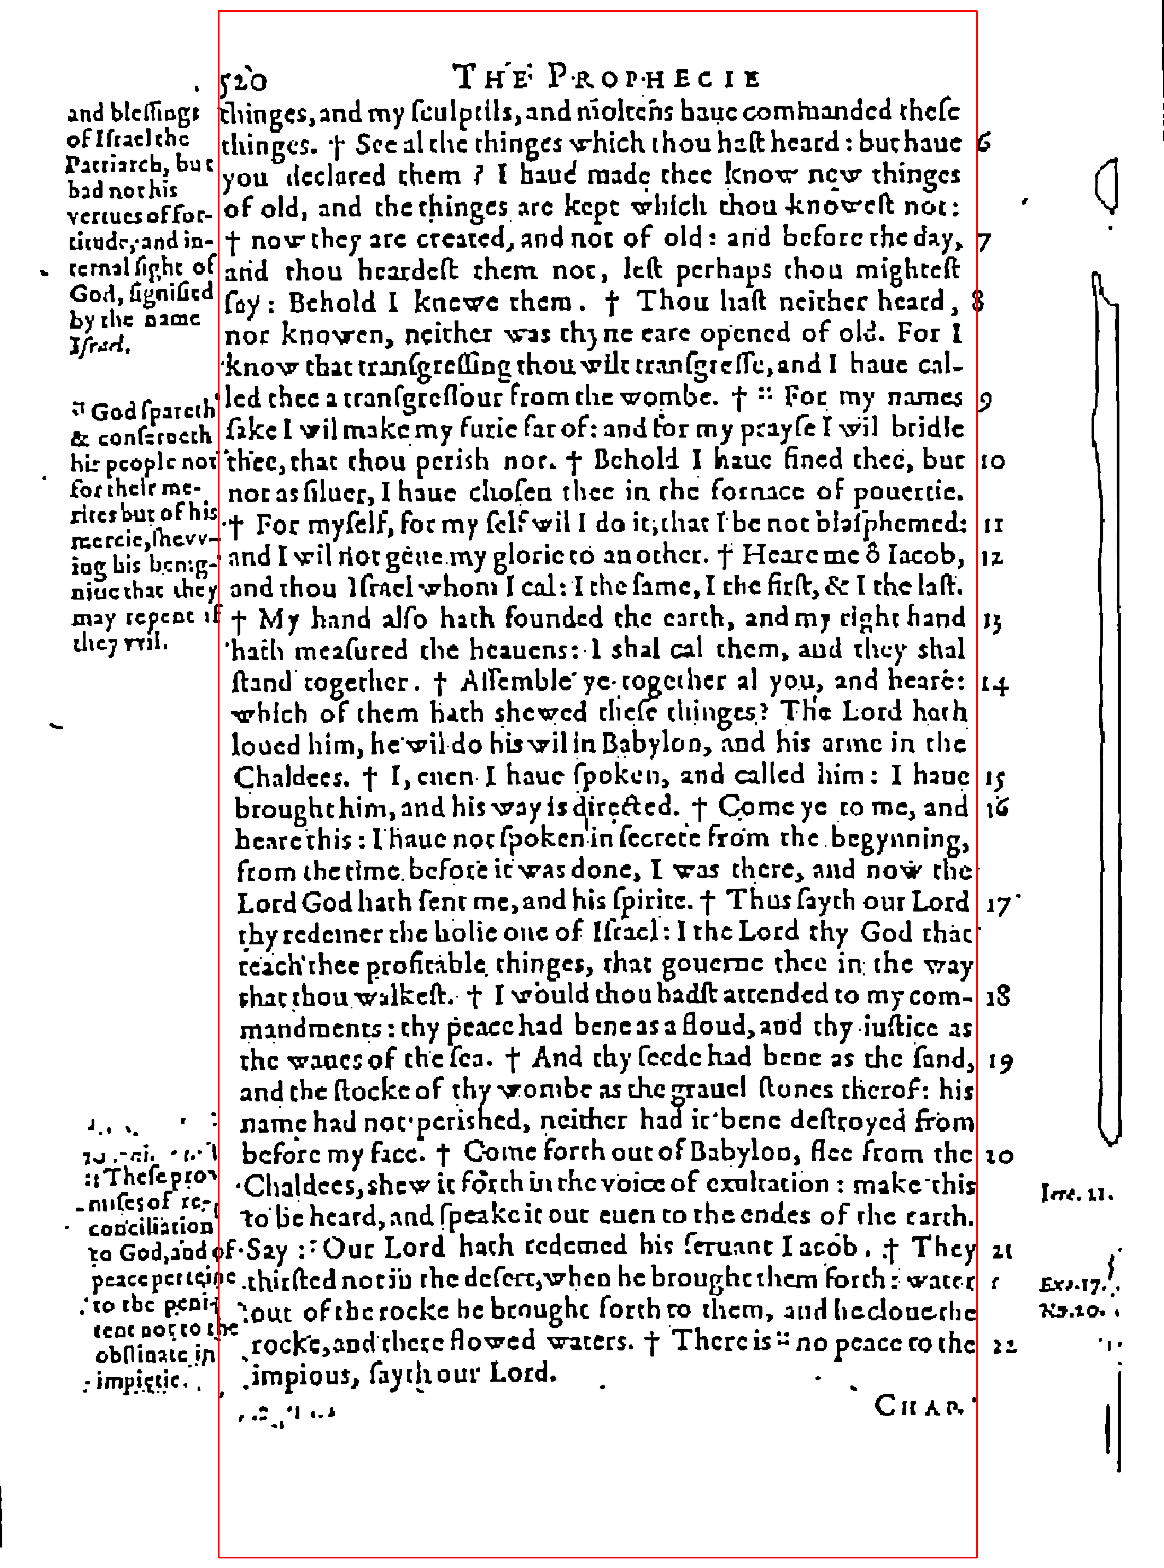 520 THE PROPHECIE
thinges, and my sculptils, and moltens haue commanded these
thinges. † See al the thinges which thou hast heard: but haue 6
you declared them? I haue made thee know new thinges
of old, and the thinges are kept which thou knowest not:
† now they are created, and not of old: and before the day, 7
and thou heardest them not, lest perhaps thou mightest
say: Behold I knewe them. † Thou hast neither heard, 8
nor knowen, neither was thyne eare opened of old. For I
know that transgressing thou wilt transgresse, and I haue cal-
led thee a transgressour from the wombe. † :: For my names 9
sake I wil make my furie far of: and for my prayse I wil bridle
thee, that thou perish not. † Behold I haue fined thee, but 10
not as siluer, I haue chosen thee in the fornace of pouertie.
† For myself, for my self wil I do it, that I be not blasphemed: 11
and I wil not geue my glorie to an other. † Heare me ô Iacob, 12
and thou Israel whom I cal: I the same, I the first, & I the last.
† My hand also hath founded the earth, and my right hand 13
hath measured the heauens: I shal cal them, and they shal
stand together. † Assemble ye together al you, and heare: 14
which of them hath shewed these thinges? The Lord hath
loued him, he wil do his wil in Babylon, and his arme in the
Chaldees. † I, euen I haue spoken, and called him: I haue 15
brought him, and his way is directed. † Come ye to me, and 16
heare this: I haue not spoken in secrete from the begynning,
from the time before it was done, I was there, and now the
Lord God hath sent me, and his spirite. † Thus sayth our Lord 17
thy redemer the holie one of Israel: I the Lord thy God that
teach thee profitable thinges, that gouerne thee in the way
that thou walkest. † I would thou hadst attended to my com- 18
mandments: thy peace had bene as a floud, and thy iustice as
the waues of the sea. † And thy seede had bene as the sand, 19
and the stocke of thy wombe as the grauel stones therof: his
name had not perished, neither had it bene destroyed from
before my face. † Come forth out of Babylon, flee from the 20
Chaldees, shew it forth in the voice of exultation: make this
to be heard, and speake it out euen to the endes of the earth.
Say :: Our Lord hath redemed his seruant Iacob. † They 21
thirsted not in the desert, when he brought them forth: water
out of the rocke he brought forth to them, and he cloue the
rocke, and there flowed waters. † There is :: no peace to the 22
impious, sayth our Lord.
CHAP.
and blessings
of Israel the
Patriarch, but
had not his
vertues of for-
titude, and in-
ternal sight of
God, signified
by the name
Israel.
:: God spareth
& conserueth
his people not
for their me-
rites but of his
mercie, shevv-
ing his benig-
nitie that they
may repent if
they vvil.
:: These pro-
mises of re-
conciliation
to God, and of
peace perteine
to the peni-
tent not to the
obstinate in
impietie.
Iere. 11.
Exo. 17.
Nu. 20.